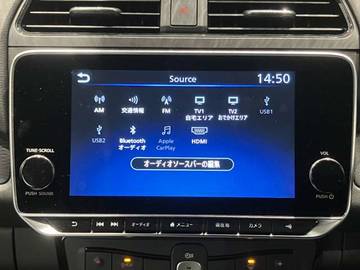 Source 14:50
AM 交通情報 FM TV1 TV2 USB1
自宅エリア おでかけエリア
USB2 Bluetooth Apple HDMI
オーディオ CarPlay
オーディオソースバーの編集
TUNE·SCROLL
PUSH SOUND
VOL
PUSH
オーディオ メニュー 現在地 カメラ